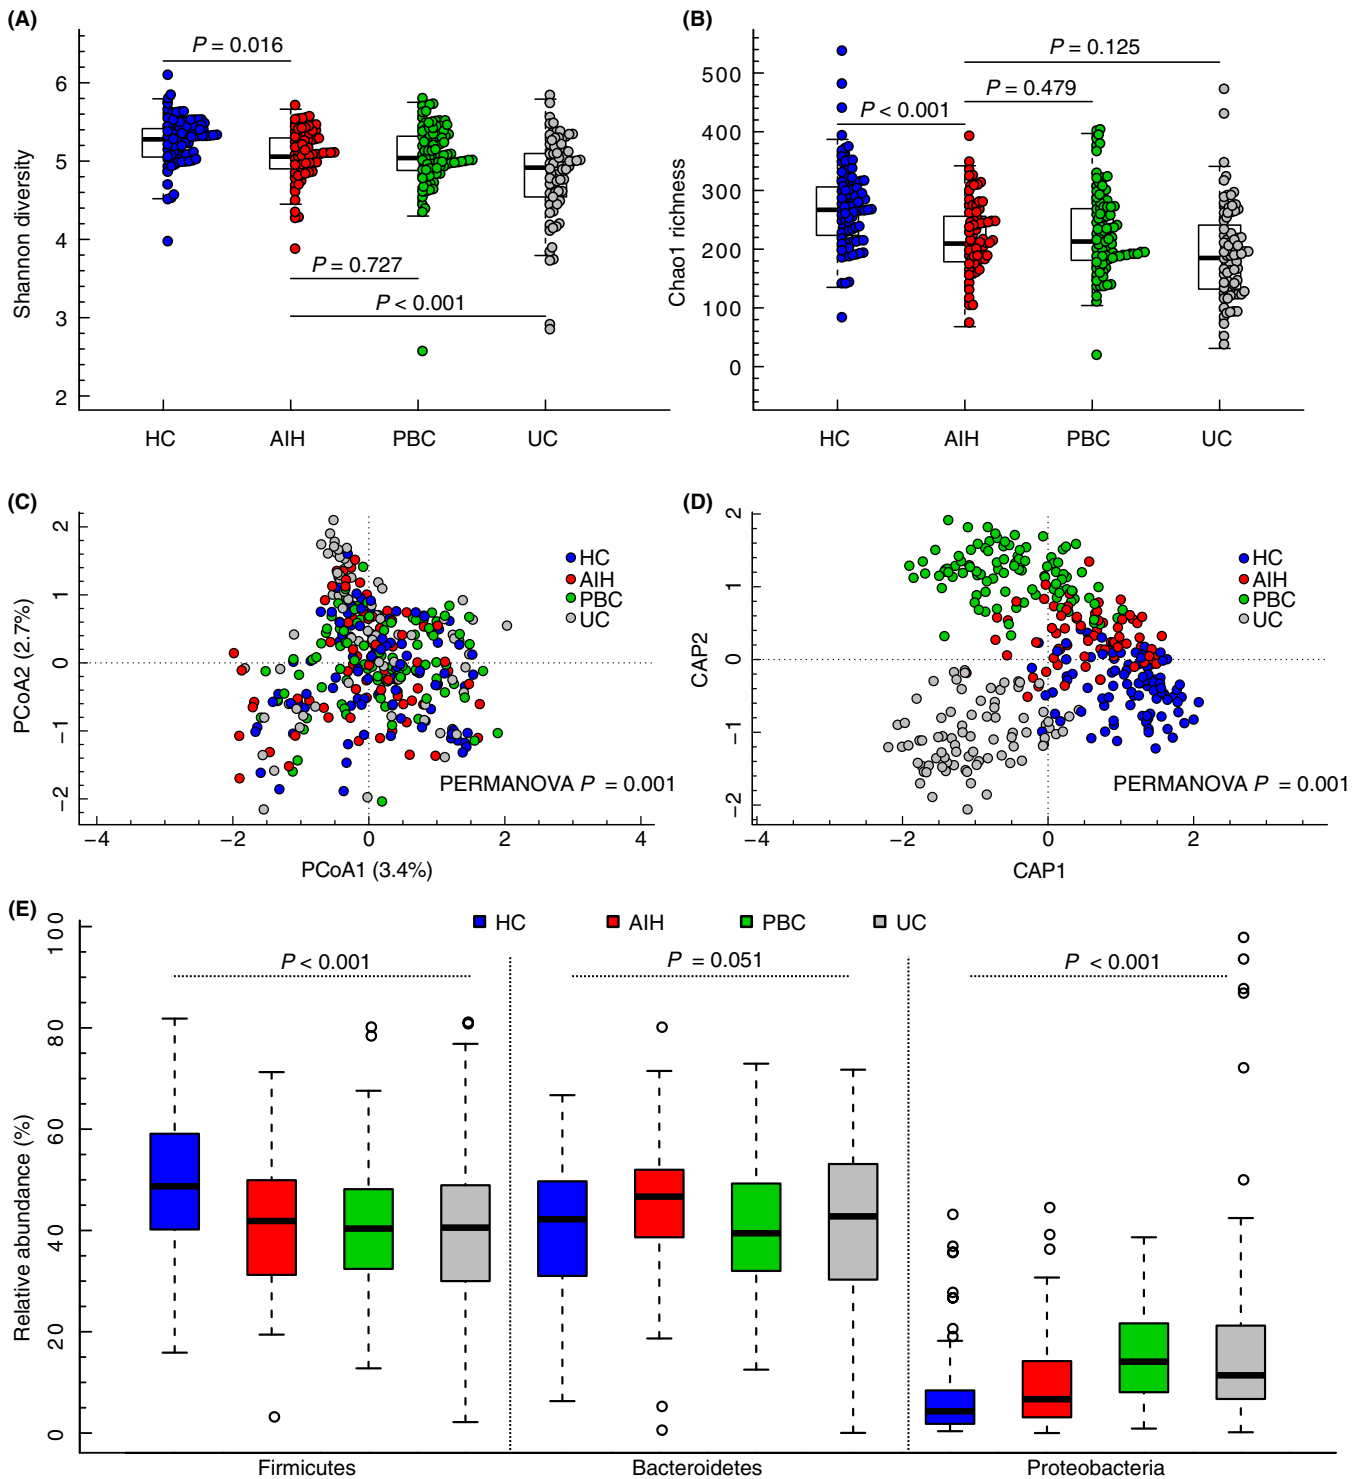 (A)
P = 0.016
P = 0.727
P < 0.001
Shannon diversity
6
5
4
3
2
HC AIH PBC UC
(B)
P = 0.125
P = 0.479
P < 0.001
Chao1 richness
500
400
300
200
100
0
HC AIH PBC UC
(C)
HC
AIH
PBC
UC
PERMANOVA P = 0.001
PCoA2 (2.7%)
2
1
0
−1
−2
−4 −2 0 2 4
PCoA1 (3.4%)
(D)
HC
AIH
PBC
UC
PERMANOVA P = 0.001
CAP2
2
1
0
−1
−2
−4 −2 0 2
CAP1
(E)
HC AIH PBC UC
P < 0.001
P = 0.051
P < 0.001
Relative abundance (%)
100
80
60
40
20
0
Firmicutes Bacteroidetes Proteobacteria